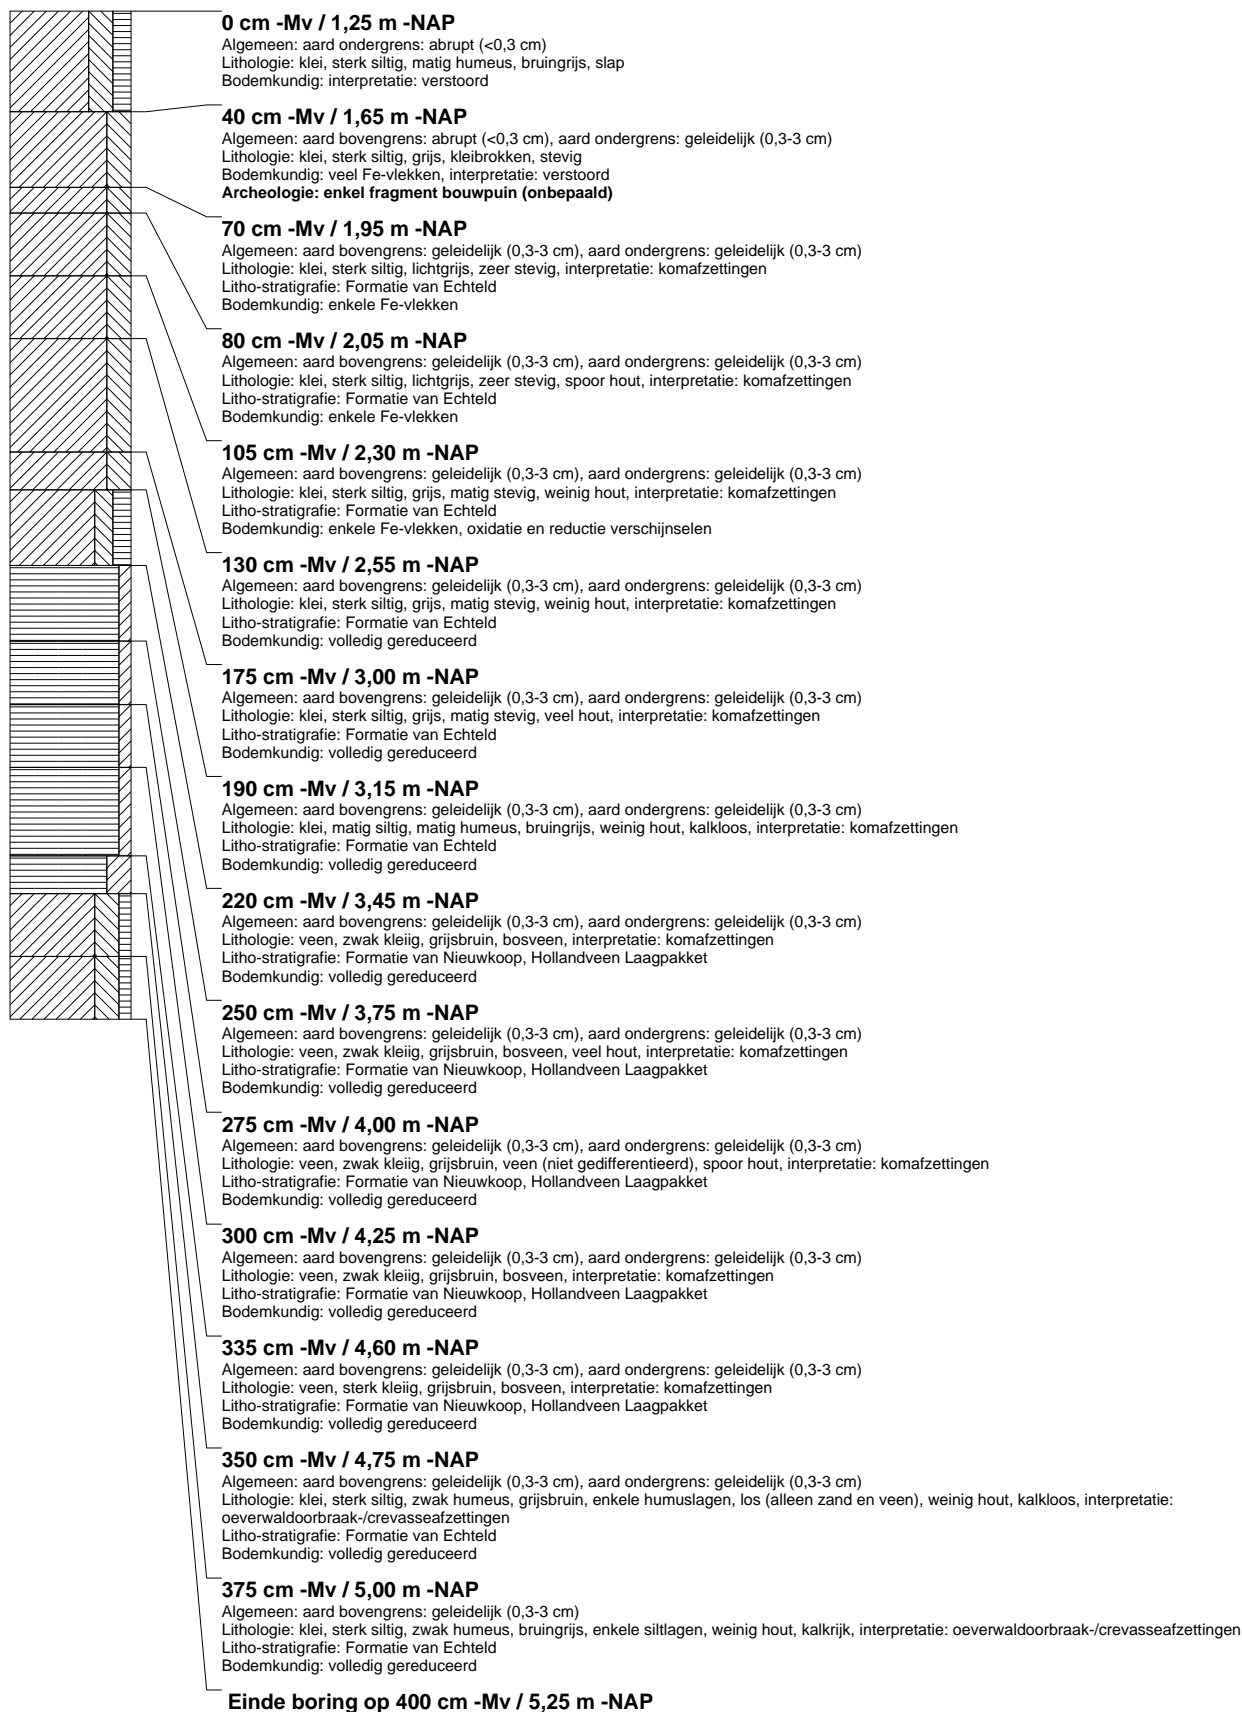 0 cm -Mv / 1,25 m -NAP
Algemeen: aard ondergrens: abrupt (<0,3 cm)
Lithologie: klei, sterk siltig, matig humeus, bruingrijs, slap
Bodemkundig: interpretatie: verstoord
40 cm -Mv / 1,65 m -NAP
Algemeen: aard bovengrens: abrupt (<0,3 cm), aard ondergrens: geleidelijk (0,3-3 cm)
Lithologie: klei, sterk siltig, grijs, kleibrokken, stevig
Bodemkundig: veel Fe-vlekken, interpretatie: verstoord
Archeologie: enkel fragment bouwpuin (onbepaald)
70 cm -Mv / 1,95 m -NAP
Algemeen: aard bovengrens: geleidelijk (0,3-3 cm), aard ondergrens: geleidelijk (0,3-3 cm)
Lithologie: klei, sterk siltig, lichtgrijs, zeer stevig, interpretatie: komafzettingen
Litho-stratigrafie: Formatie van Echteld
Bodemkundig: enkele Fe-vlekken
80 cm -Mv / 2,05 m -NAP
Algemeen: aard bovengrens: geleidelijk (0,3-3 cm), aard ondergrens: geleidelijk (0,3-3 cm)
Lithologie: klei, sterk siltig, lichtgrijs, zeer stevig, spoor hout, interpretatie: komafzettingen
Litho-stratigrafie: Formatie van Echteld
Bodemkundig: enkele Fe-vlekken
105 cm -Mv / 2,30 m -NAP
Algemeen: aard bovengrens: geleidelijk (0,3-3 cm), aard ondergrens: geleidelijk (0,3-3 cm)
Lithologie: klei, sterk siltig, grijs, matig stevig, weinig hout, interpretatie: komafzettingen
Litho-stratigrafie: Formatie van Echteld
Bodemkundig: enkele Fe-vlekken, oxidatie en reductie verschijnselen
130 cm -Mv / 2,55 m -NAP
Algemeen: aard bovengrens: geleidelijk (0,3-3 cm), aard ondergrens: geleidelijk (0,3-3 cm)
Lithologie: klei, sterk siltig, grijs, matig stevig, weinig hout, interpretatie: komafzettingen
Litho-stratigrafie: Formatie van Echteld
Bodemkundig: volledig gereduceerd
175 cm -Mv / 3,00 m -NAP
Algemeen: aard bovengrens: geleidelijk (0,3-3 cm), aard ondergrens: geleidelijk (0,3-3 cm)
Lithologie: klei, sterk siltig, grijs, matig stevig, veel hout, interpretatie: komafzettingen
Litho-stratigrafie: Formatie van Echteld
Bodemkundig: volledig gereduceerd
190 cm -Mv / 3,15 m -NAP
Algemeen: aard bovengrens: geleidelijk (0,3-3 cm), aard ondergrens: geleidelijk (0,3-3 cm)
Lithologie: klei, matig siltig, matig humeus, bruingrijs, weinig hout, kalkloos, interpretatie: komafzettingen
Litho-stratigrafie: Formatie van Echteld
Bodemkundig: volledig gereduceerd
220 cm -Mv / 3,45 m -NAP
Algemeen: aard bovengrens: geleidelijk (0,3-3 cm), aard ondergrens: geleidelijk (0,3-3 cm)
Lithologie: veen, zwak kleiig, grijsbruin, bosveen, interpretatie: komafzettingen
Litho-stratigrafie: Formatie van Nieuwkoop, Hollandveen Laagpakket
Bodemkundig: volledig gereduceerd
250 cm -Mv / 3,75 m -NAP
Algemeen: aard bovengrens: geleidelijk (0,3-3 cm), aard ondergrens: geleidelijk (0,3-3 cm)
Lithologie: veen, zwak kleiig, grijsbruin, bosveen, veel hout, interpretatie: komafzettingen
Litho-stratigrafie: Formatie van Nieuwkoop, Hollandveen Laagpakket
Bodemkundig: volledig gereduceerd
275 cm -Mv / 4,00 m -NAP
Algemeen: aard bovengrens: geleidelijk (0,3-3 cm), aard ondergrens: geleidelijk (0,3-3 cm)
Lithologie: veen, zwak kleiig, grijsbruin, veen (niet gedifferentieerd), spoor hout, interpretatie: komafzettingen
Litho-stratigrafie: Formatie van Nieuwkoop, Hollandveen Laagpakket
Bodemkundig: volledig gereduceerd
300 cm -Mv / 4,25 m -NAP
Algemeen: aard bovengrens: geleidelijk (0,3-3 cm), aard ondergrens: geleidelijk (0,3-3 cm)
Lithologie: veen, zwak kleiig, grijsbruin, bosveen, interpretatie: komafzettingen
Litho-stratigrafie: Formatie van Nieuwkoop, Hollandveen Laagpakket
Bodemkundig: volledig gereduceerd
335 cm -Mv / 4,60 m -NAP
Algemeen: aard bovengrens: geleidelijk (0,3-3 cm), aard ondergrens: geleidelijk (0,3-3 cm)
Lithologie: veen, sterk kleiig, grijsbruin, bosveen, interpretatie: komafzettingen
Litho-stratigrafie: Formatie van Nieuwkoop, Hollandveen Laagpakket
Bodemkundig: volledig gereduceerd
350 cm -Mv / 4,75 m -NAP
Algemeen: aard bovengrens: geleidelijk (0,3-3 cm), aard ondergrens: geleidelijk (0,3-3 cm)
Lithologie: klei, sterk siltig, zwak humeus, grijsbruin, enkele humuslagen, los (alleen zand en veen), weinig hout, kalkloos, interpretatie:
oeverwaldoorbraak-/crevasseafzettingen
Litho-stratigrafie: Formatie van Echteld
Bodemkundig: volledig gereduceerd
375 cm -Mv / 5,00 m -NAP
Algemeen: aard bovengrens: geleidelijk (0,3-3 cm)
Lithologie: klei, sterk siltig, zwak humeus, bruingrijs, enkele siltlagen, weinig hout, kalkrijk, interpretatie: oeverwaldoorbraak-/crevasseafzettingen
Litho-stratigrafie: Formatie van Echteld
Bodemkundig: volledig gereduceerd
Einde boring op 400 cm -Mv / 5,25 m -NAP